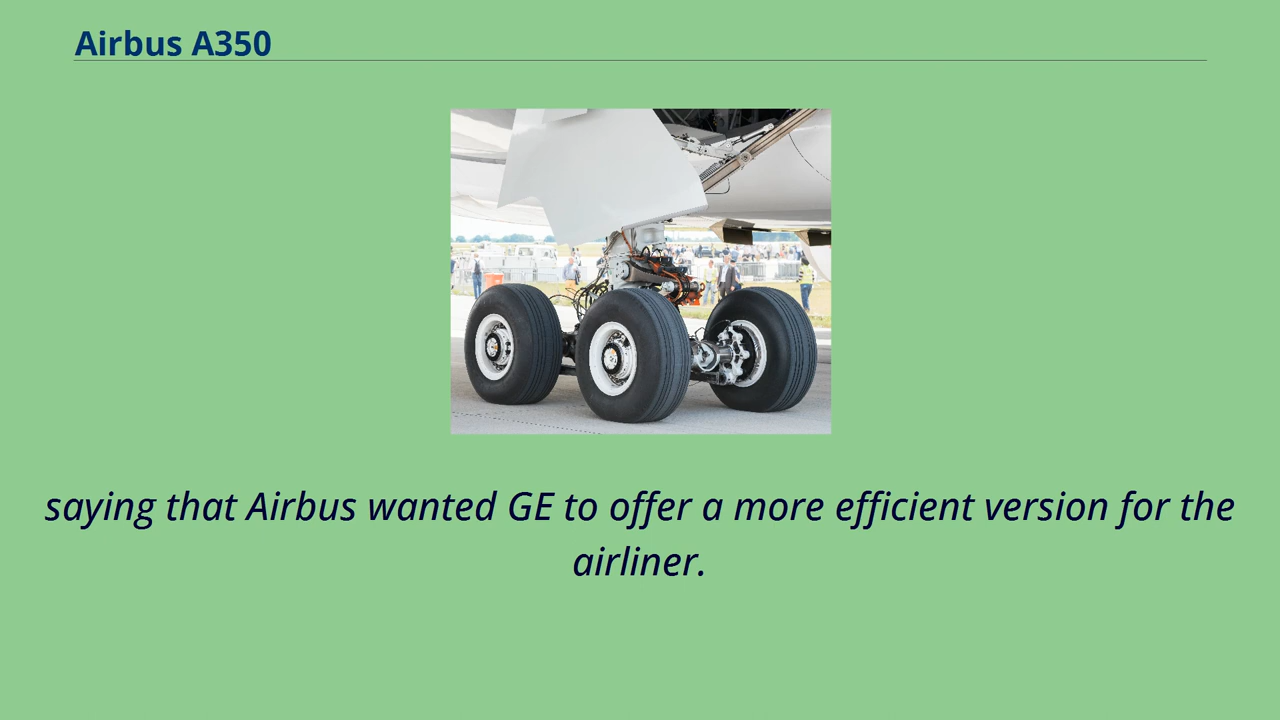 Airbus A350
saying that Airbus wanted GE to offer a more efficient version for the
airliner.